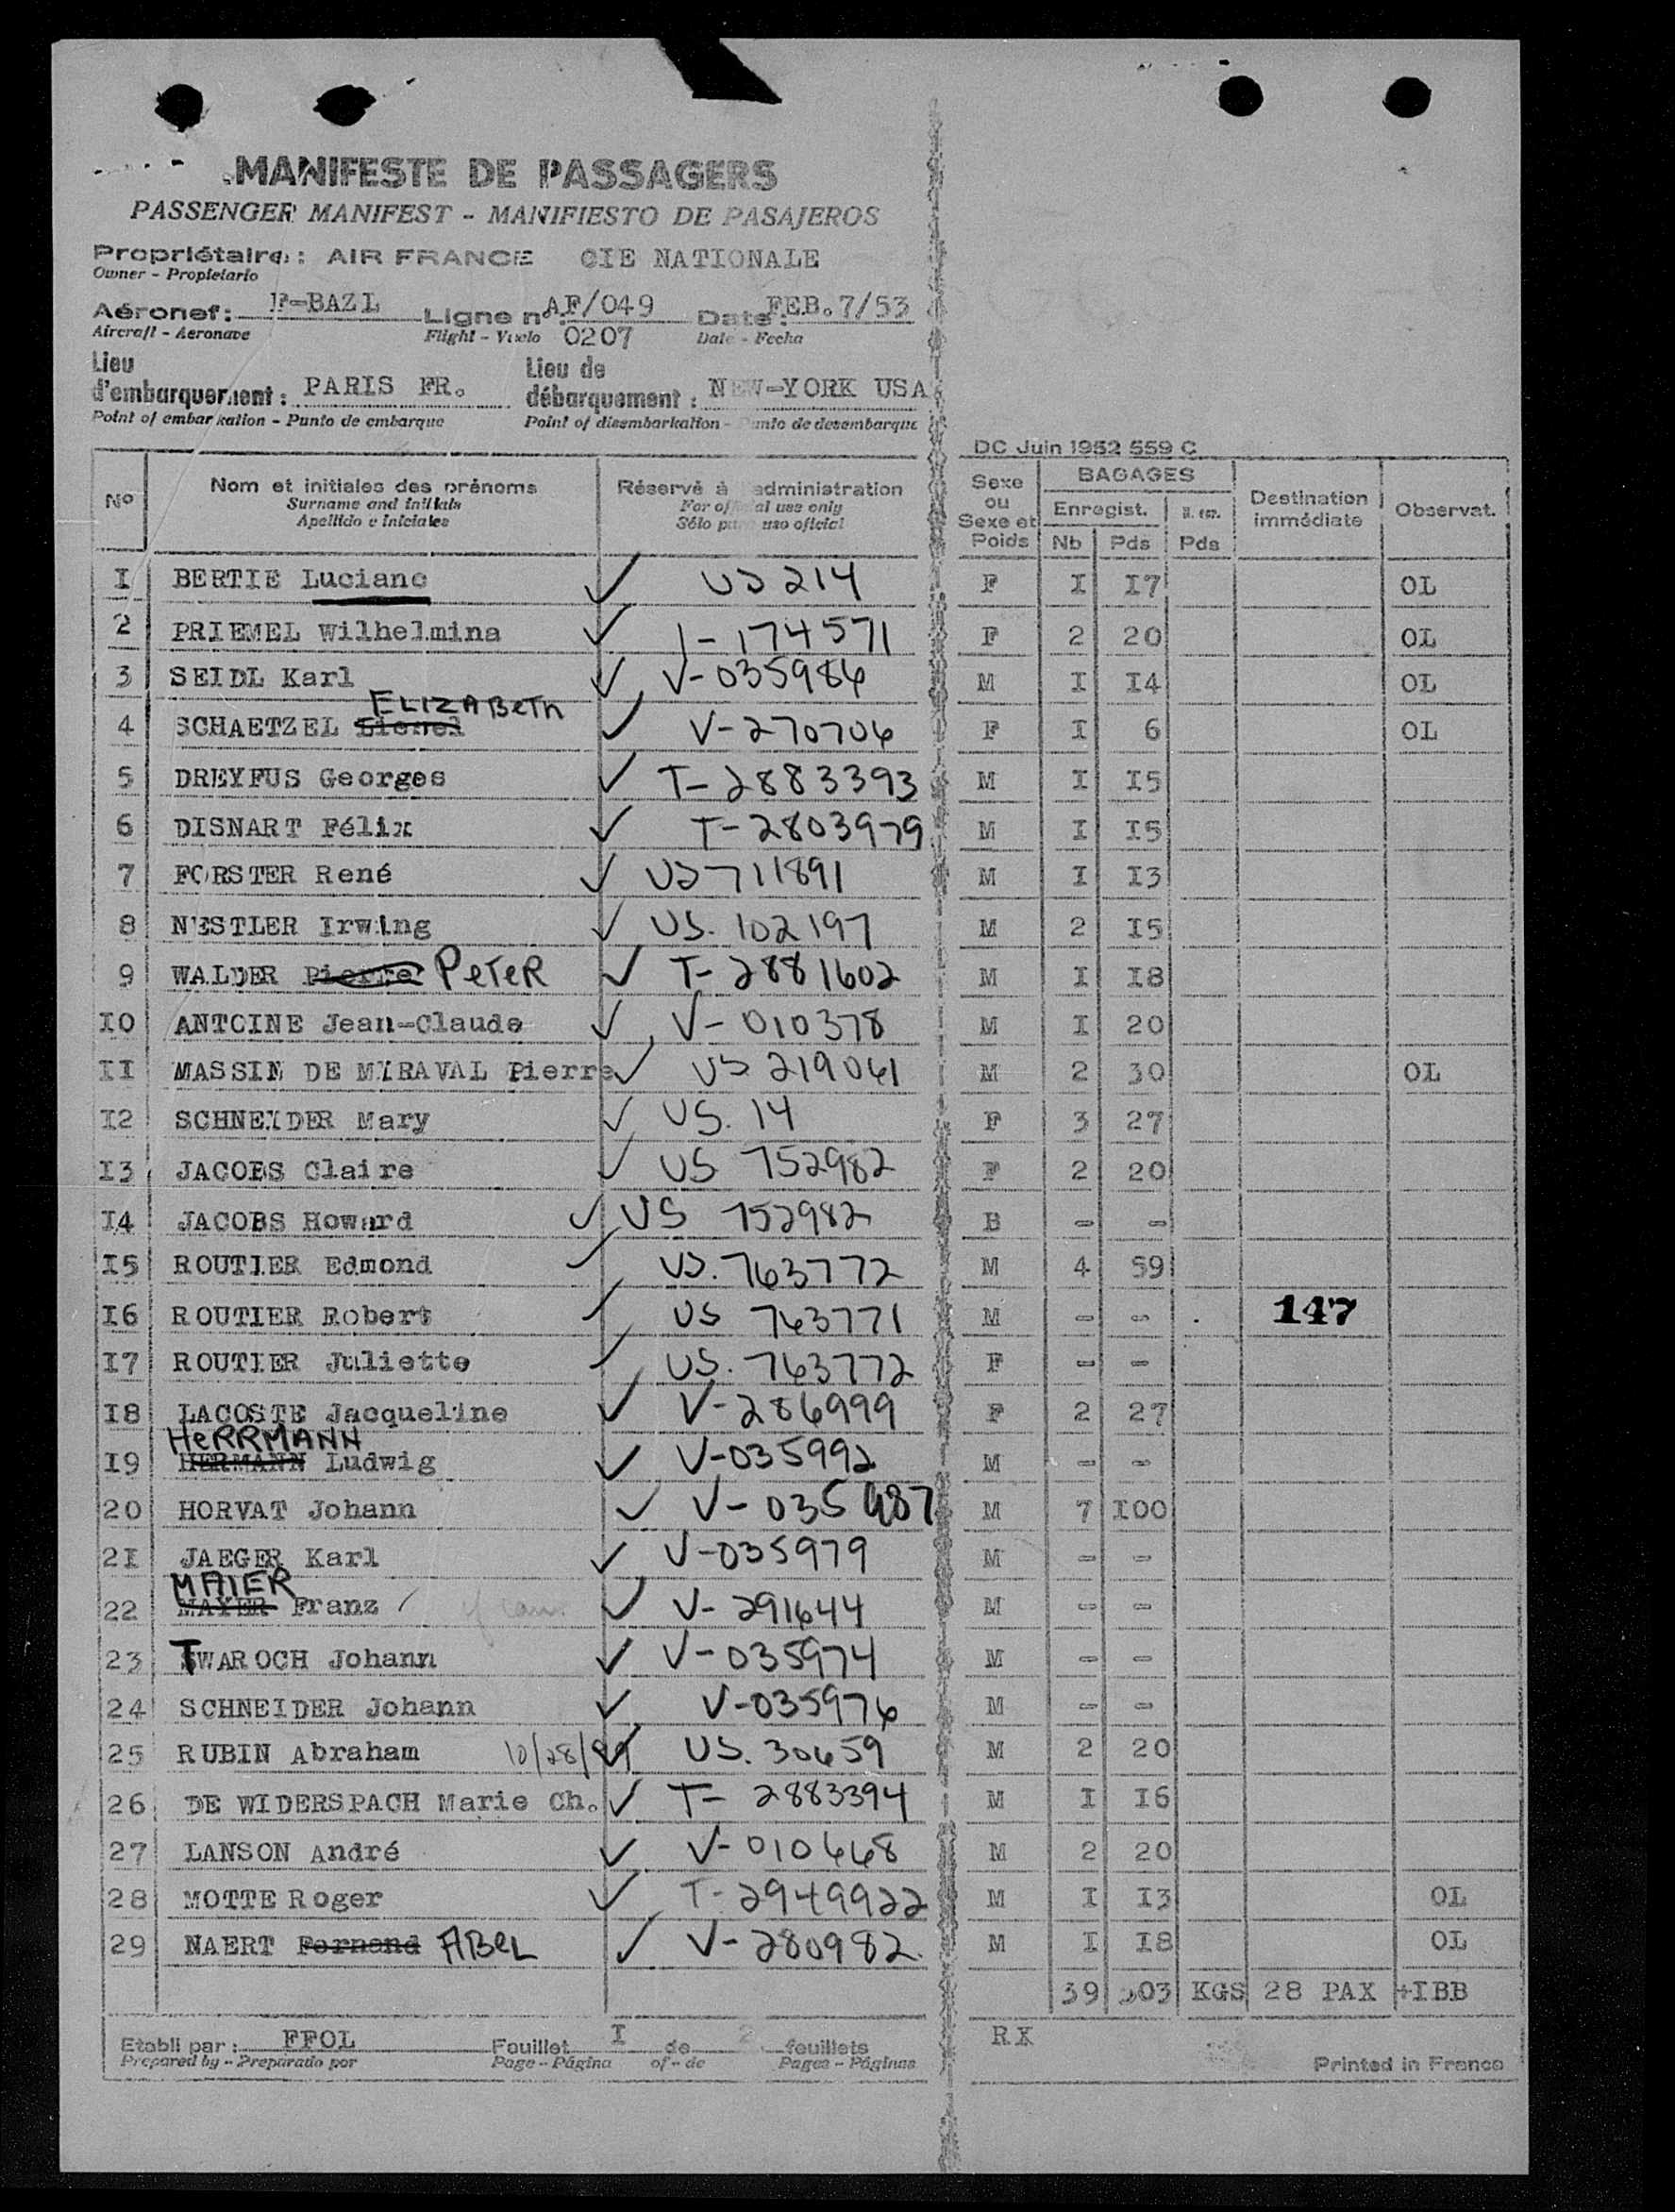 MANIFESTE DE PASSAGERS
PASSENGER MANIFEST - MANIFIESTO DE PASAJEROS
Propriétaire : AIR FRANCE CIE NATIONALE
Owner - Propietario
Aéronef : F-BAZL Ligne n° AF/049 Date : FEB.7/53
Aircraft - Aeronave Flight - Vuelo 0207 Date - Fecha
Lieu d'embarquement : PARIS FR. Lieu de débarquement : NEW-YORK USA
Point of embarkation - Punto de embarque Point of disembarkation - Punto de desembarque
DC Juin 1952 559 C
N° Nom et initiales des prénoms Réservé à administration Sexe ou Sexe et Poids BAGAGES Destination immédiate Observat.
Surname and initials For official use only Enregist.
Apellido e iniciales Sólo para uso oficial Nb Pds Pds
I BERTIE Luciano ✓ US 214 F I I7 OL
2 PRIEMEL Wilhelmina ✓ I-174571 F 2 20 OL
3 SEIDL Karl ✓ V-035986 M I I4 OL
4 SCHAETZEL ELIZABETH ✓ V-270706 F I 6 OL
5 DREYFUS Georges ✓ T-2883393 M I I5
6 DISNART Félix ✓ T-2803979 M I I5
7 FORSTER René ✓ US 711891 M I I3
8 NESTLER Irwing ✓ US. 102197 M 2 I5
9 WALDER Pierre PETER ✓ T-2881602 M I I8
I0 ANTOINE Jean-Claude ✓ V-010378 M I 20
II MASSIN DE MYRAVAL Pierre ✓ US 219061 M 2 30 OL
I2 SCHNEIDER Mary ✓ US. 14 F 3 27
I3 JACOBS Claire ✓ US 752982 F 2 20
I4 JACOBS Howard ✓ US 752982 B - -
I5 ROUTIER Edmond ✓ US. 763772 M 4 59
I6 ROUTIER Robert ✓ US 763771 M - - 147
I7 ROUTIER Juliette ✓ US. 763772 F - -
I8 LACOSTE Jacqueline ✓ V-286999 F 2 27
HERRMANN
I9 HERMANN Ludwig ✓ V-035992 M - -
20 HORVAT Johann ✓ V-035987 M 7 I00
2I JAEGER Karl ✓ V-035979 M - -
MAIER
22 MAYER Franz ✓ V-291644 M - -
23 TWAROCH Johann ✓ V-035974 M - -
24 SCHNEIDER Johann ✓ V-035976 M - -
25 RUBIN Abraham 10/28/ ✓ US. 30659 M 2 20
26 DE WIDERSPACH Marie Ch. ✓ T-2883394 M I I6
27 LANSON André ✓ V-010668 M 2 20
28 MOTTE Roger ✓ T-2949922 M I I3 OL
29 NAERT Fernand ABEL ✓ V-280982 M I I8 OL
39 503 KGS 28 PAX +IBB
Etabli par : FFOL Feuillet I de 2 feuillets RX
Prepared by - Preparado por Page - Página of - de Pages - Páginas Printed in France